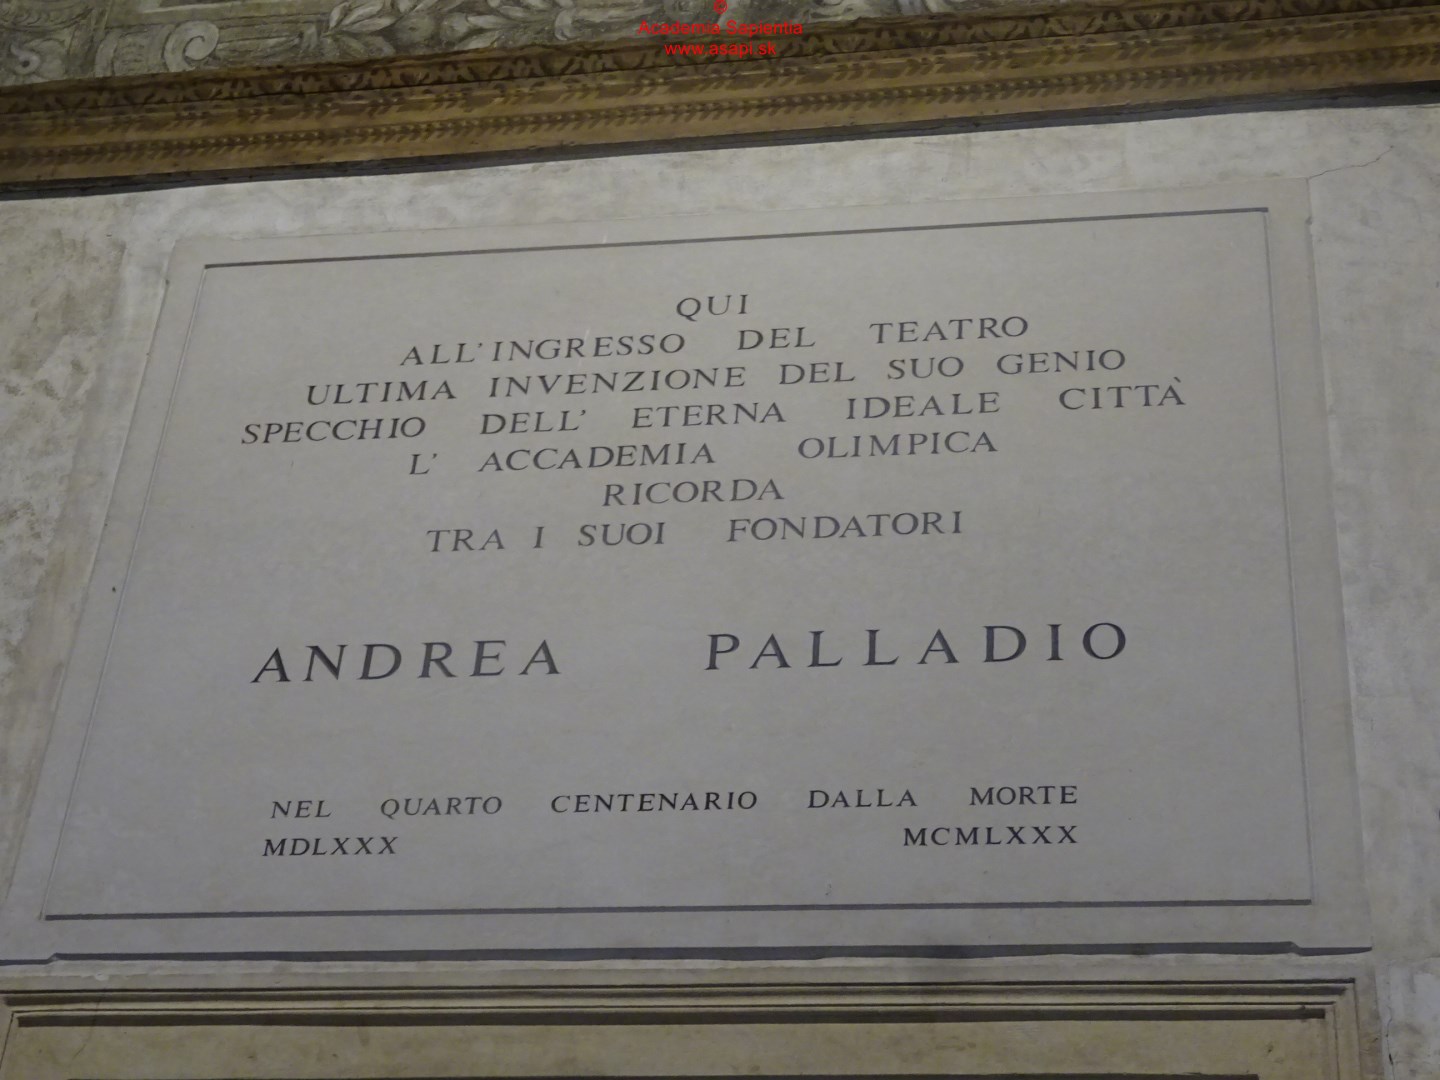 ©
Academia Sapientia
www.asapi.sk
QUI
ALL'INGRESSO DEL TEATRO
ULTIMA INVENZIONE DEL SUO GENIO
SPECCHIO DELL' ETERNA IDEALE CITTÀ
L' ACCADEMIA OLIMPICA
RICORDA
TRA I SUOI FONDATORI
ANDREA PALLADIO
NEL QUARTO CENTENARIO DALLA MORTE
MDLXXX MCMLXXX